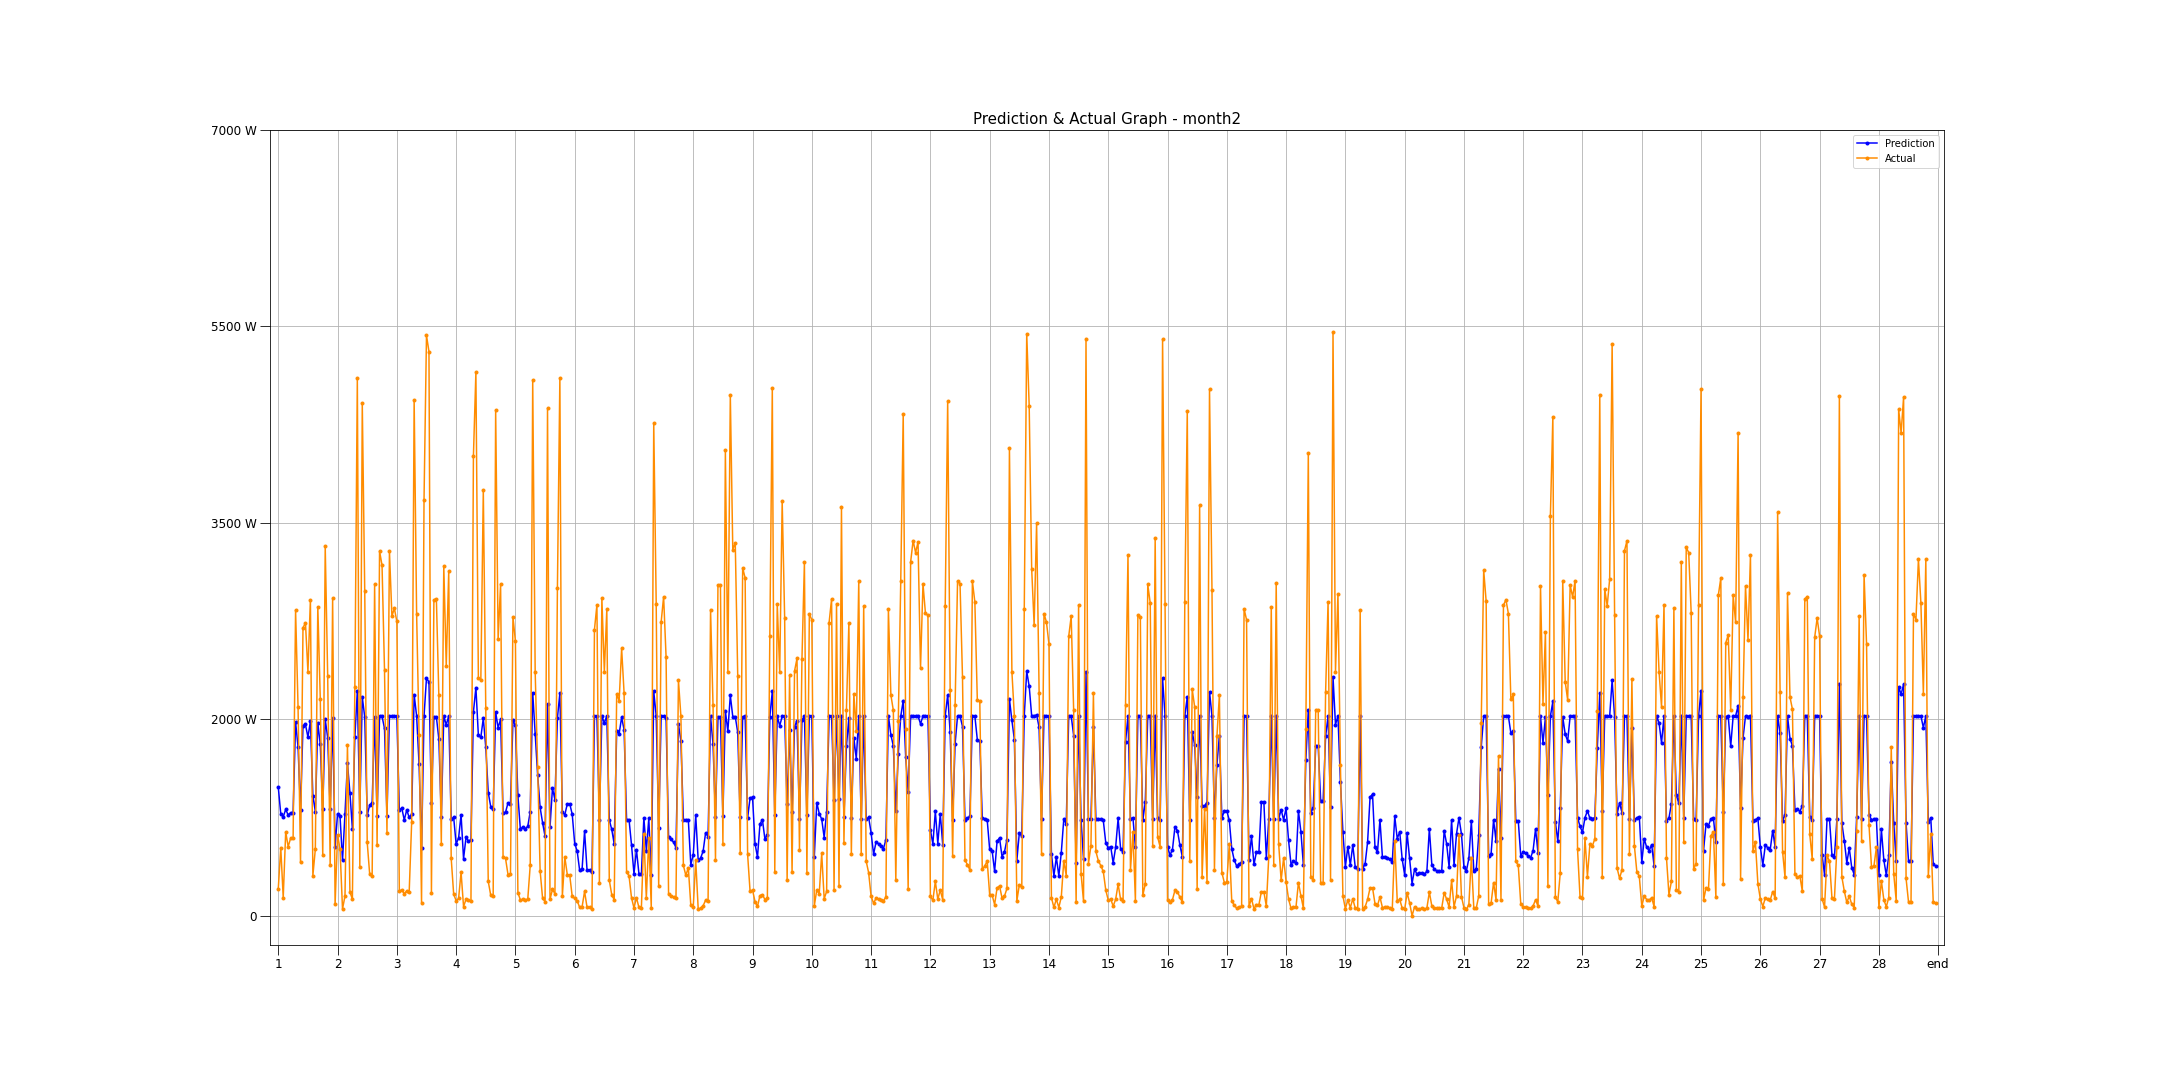 Prediction & Actual Graph - month2
7000 W
Prediction
Actual
5500 W
3500 W
2000 W
0
1 2 3 4 5 6 7 8 9 10 11 12 13 14 15 16 17 18 19 20 21 22 23 24 25 26 27 28 end